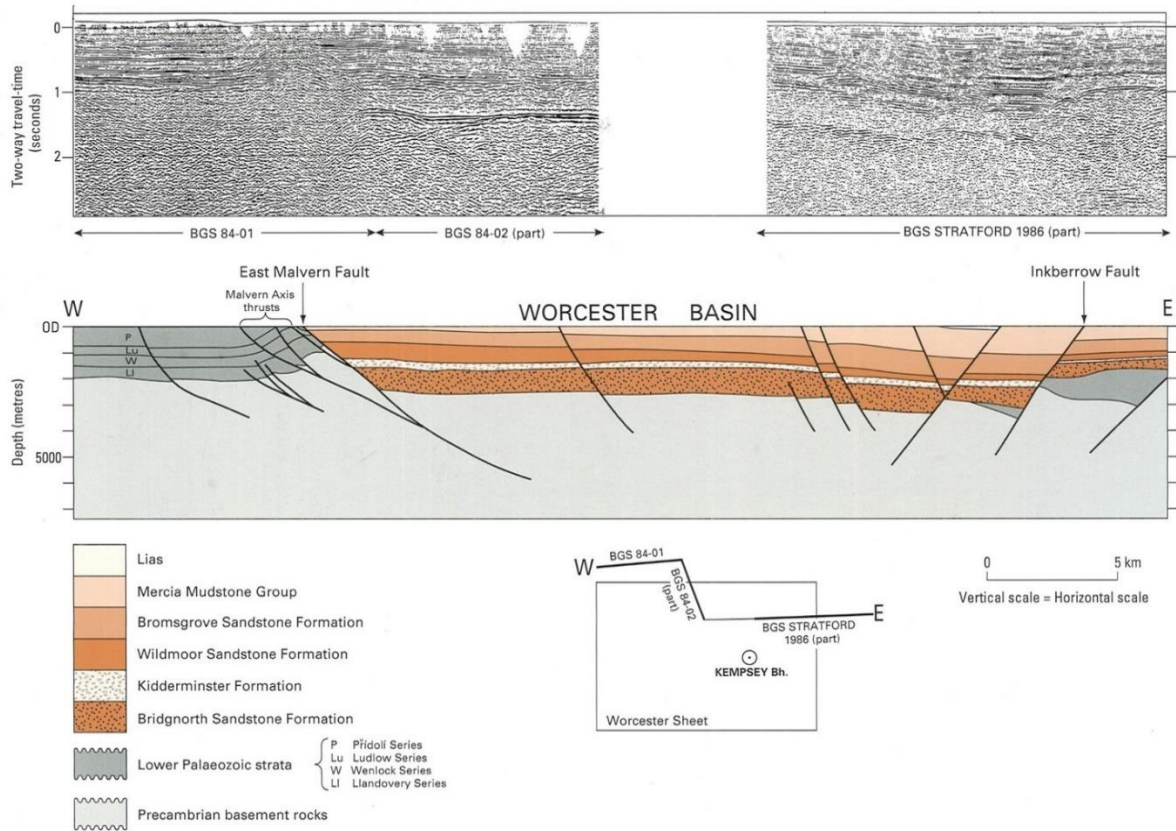 0
1
2
Two-way travel-time
(seconds)
BGS 84-01
BGS 84-02 (part)
BGS STRATFORD 1986 (part)
East Malvern Fault
Inkberrow Fault
Malvern Axis
thrusts
W
WORCESTER BASIN
E
OD
P
Lu
W
Ll
5000
Depth (metres)
Lias
Mercia Mudstone Group
Bromsgrove Sandstone Formation
Wildmoor Sandstone Formation
Kidderminster Formation
Bridgnorth Sandstone Formation
Lower Palaeozoic strata
P Přídolí Series
Lu Ludlow Series
W Wenlock Series
Ll Llandovery Series
Precambrian basement rocks
W
BGS 84-01
BGS 84-02
(part)
BGS STRATFORD
1986 (part)
E
KEMPSEY Bh.
Worcester Sheet
0 5 km
Vertical scale = Horizontal scale